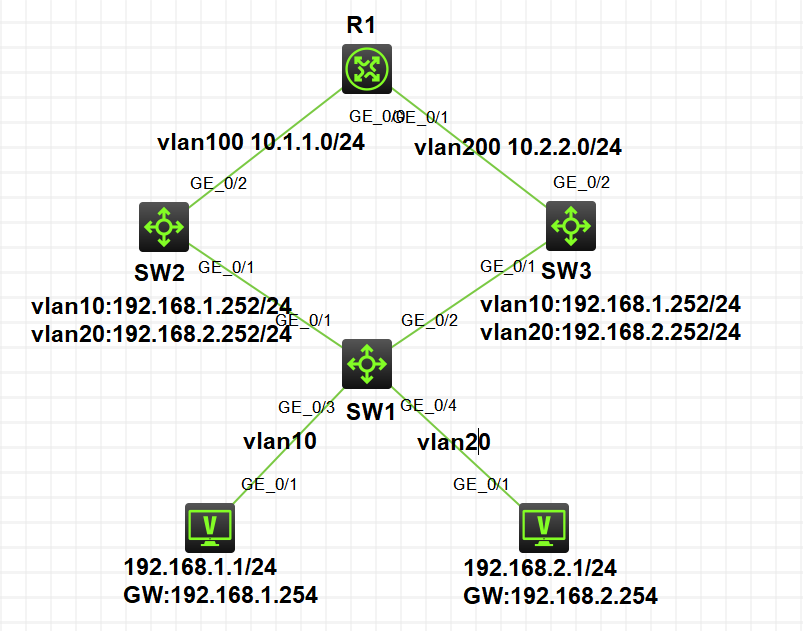 R1
GE_0/0
GE_0/1
vlan100 10.1.1.0/24
vlan200 10.2.2.0/24
GE_0/2
GE_0/2
SW2
GE_0/1
GE_0/1
SW3
vlan10:192.168.1.252/24
vlan20:192.168.2.252/24
vlan10:192.168.1.252/24
vlan20:192.168.2.252/24
GE_0/1
GE_0/2
GE_0/3
SW1
GE_0/4
vlan10
vlan20
GE_0/1
GE_0/1
V
V
192.168.1.1/24
GW:192.168.1.254
192.168.2.1/24
GW:192.168.2.254